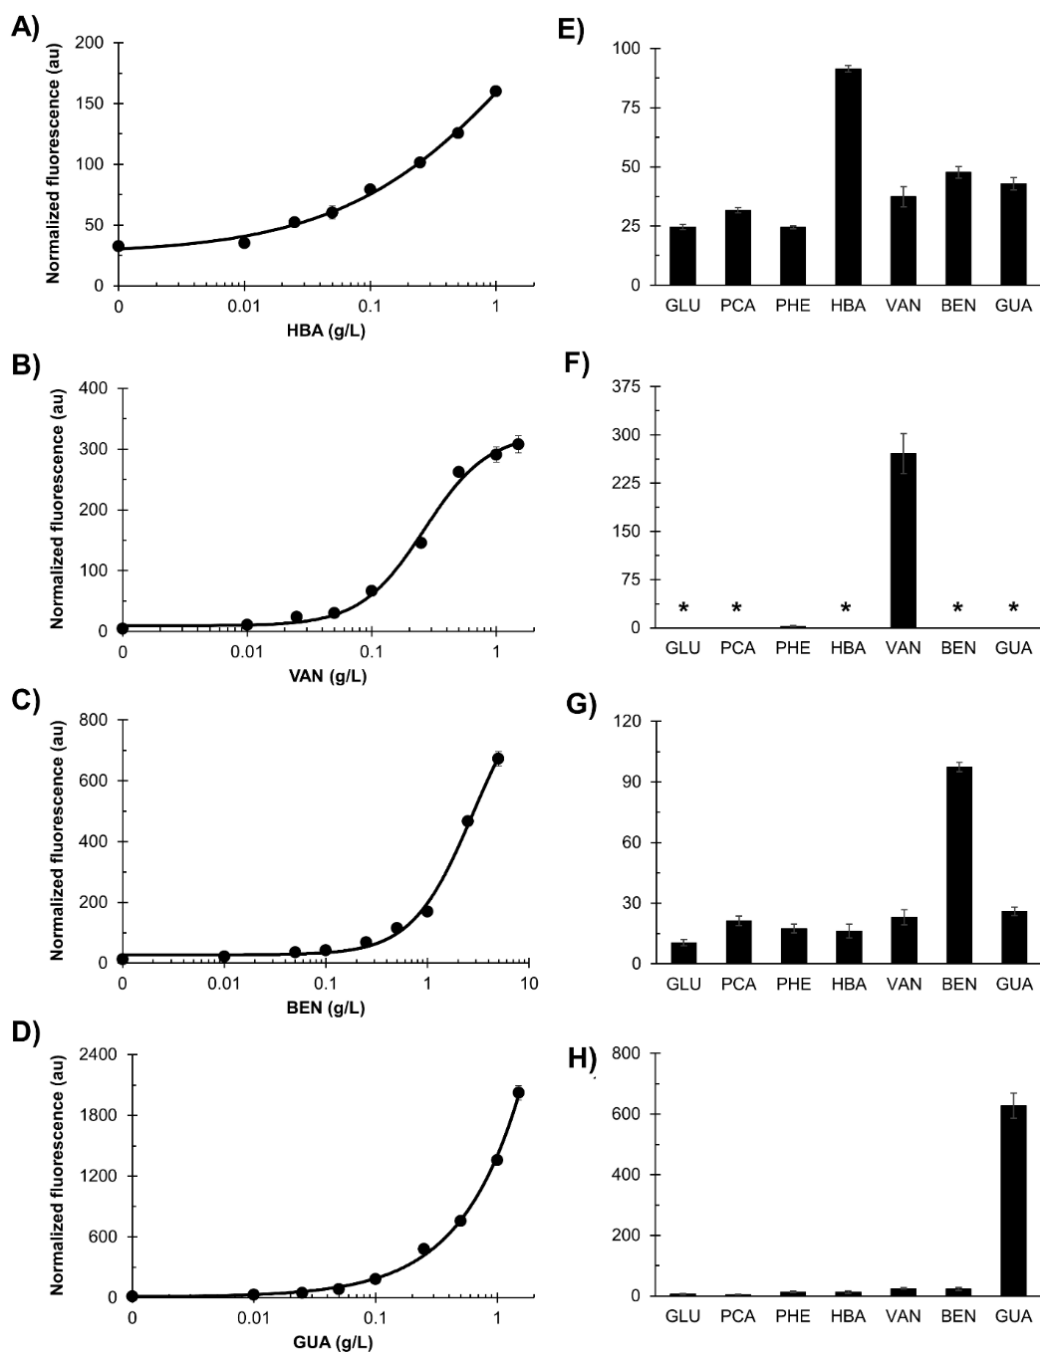 A)
Normalized fluorescence (au)
200
150
100
50
0
0 0.01 0.1 1
HBA (g/L)
E)
100
75
50
25
0
GLU PCA PHE HBA VAN BEN GUA
B)
Normalized fluorescence (au)
400
300
200
100
0
0 0.01 0.1 1
VAN (g/L)
F)
375
300
225
150
75
0
* * * * *
GLU PCA PHE HBA VAN BEN GUA
C)
Normalized fluorescence (au)
800
600
400
200
0
0 0.01 0.1 1 10
BEN (g/L)
G)
120
90
60
30
0
GLU PCA PHE HBA VAN BEN GUA
D)
Normalized fluorescence (au)
2400
1800
1200
600
0
0 0.01 0.1 1
GUA (g/L)
H)
800
600
400
200
0
GLU PCA PHE HBA VAN BEN GUA